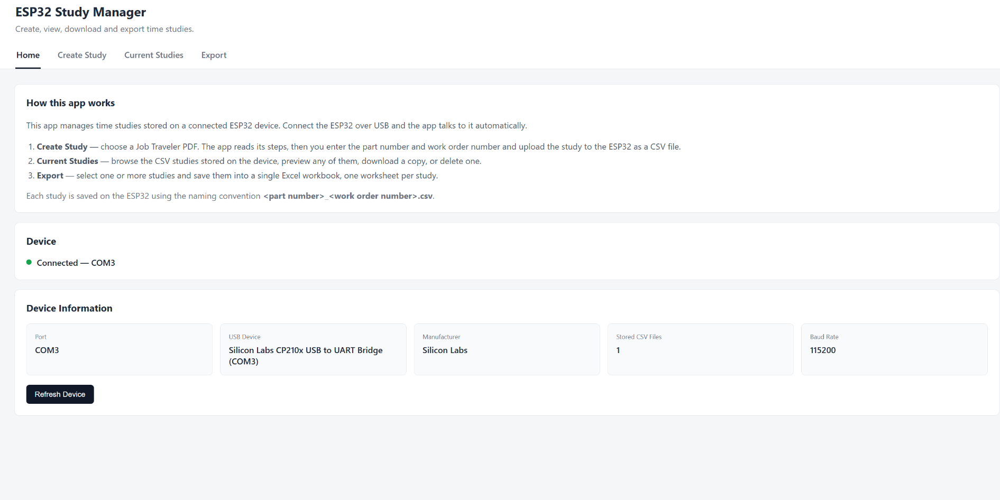 ESP32 Study Manager
Create, view, download and export time studies.
Home Create Study Current Studies Export
How this app works
This app manages time studies stored on a connected ESP32 device. Connect the ESP32 over USB and the app talks to it automatically.
1. Create Study — choose a Job Traveler PDF. The app reads its steps, then you enter the part number and work order number and upload the study to the ESP32 as a CSV file.
2. Current Studies — browse the CSV studies stored on the device, preview any of them, download a copy, or delete one.
3. Export — select one or more studies and save them into a single Excel workbook, one worksheet per study.
Each study is saved on the ESP32 using the naming convention <part number>_<work order number>.csv.
Device
Connected — COM3
Device Information
Port
COM3
USB Device
Silicon Labs CP210x USB to UART Bridge
(COM3)
Manufacturer
Silicon Labs
Stored CSV Files
1
Baud Rate
115200
Refresh Device